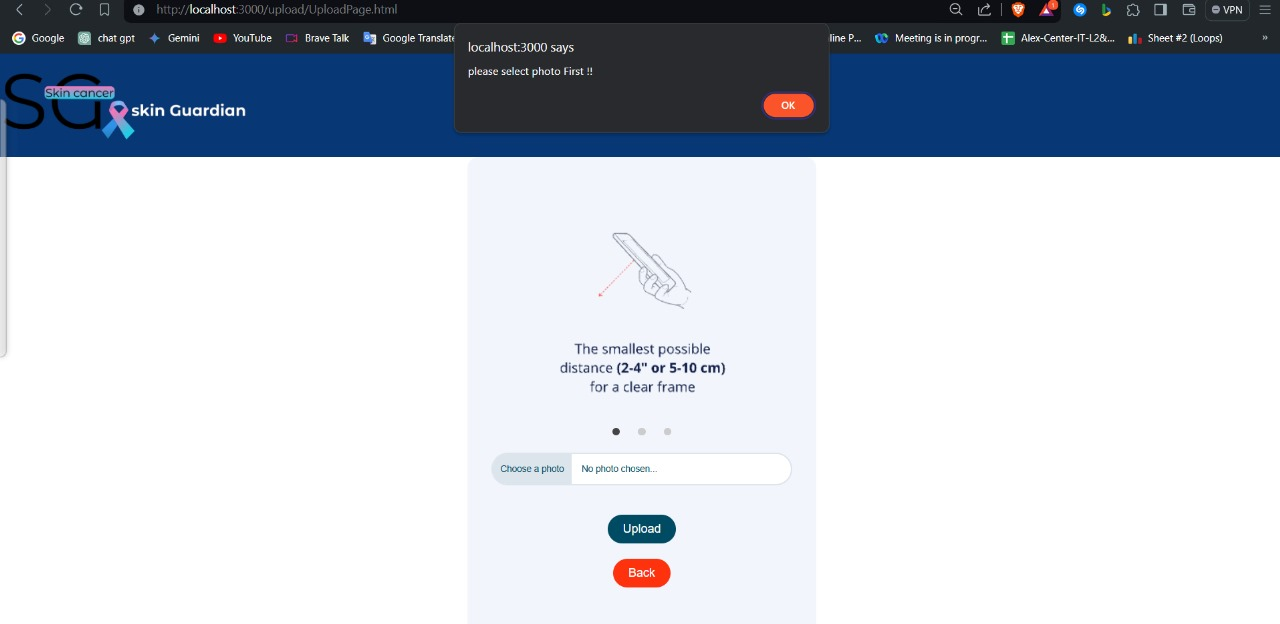 http://localhost:3000/upload/UploadPage.html
1
VPN
Google
chat gpt
Gemini
YouTube
Brave Talk
Google Translate
line P...
Meeting is in progr...
Alex-Center-IT-L2&...
Sheet #2 (Loops)
»
localhost:3000 says
please select photo First !!
OK
SG
Skin cancer
skin Guardian
The smallest possible
distance (2-4" or 5-10 cm)
for a clear frame
Choose a photo
No photo chosen...
Upload
Back